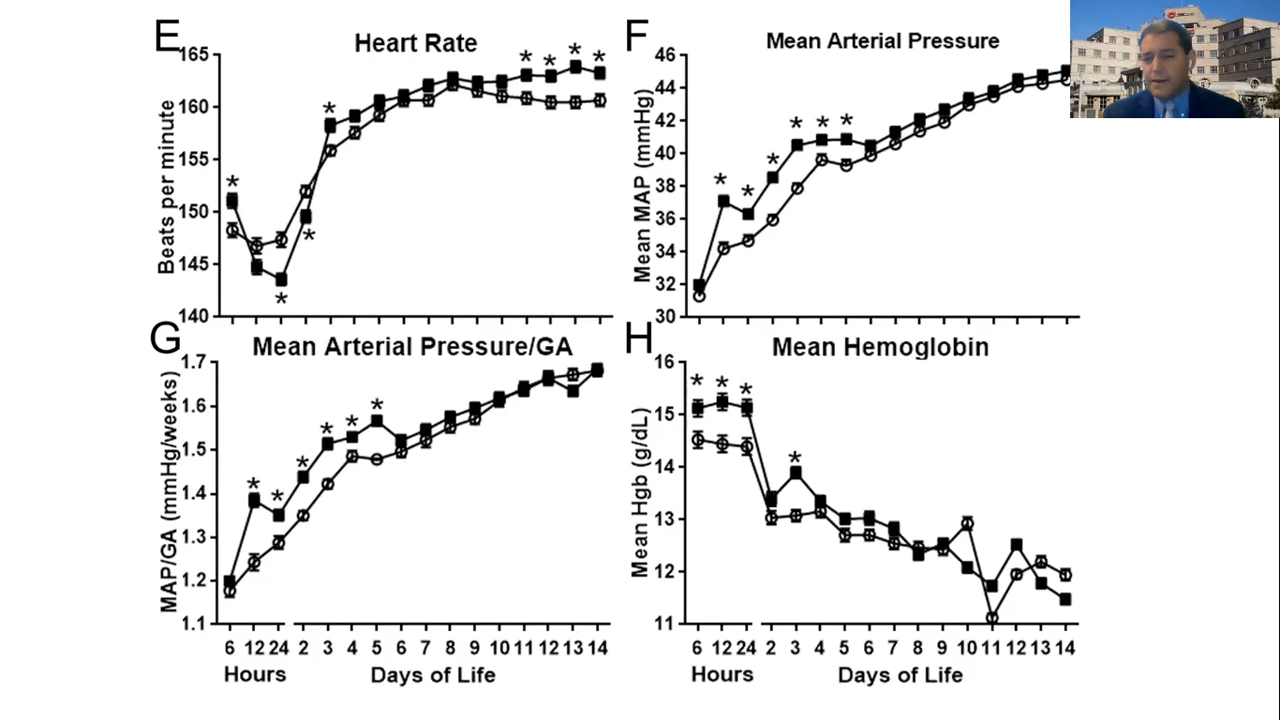 E
Heart Rate
Beats per minute
165
160
155
150
145
140
* * * * * * * *
F
Mean Arterial Pressure
Mean MAP (mmHg)
46
44
42
40
38
36
34
32
30
* * * * * *
G
Mean Arterial Pressure/GA
MAP/GA (mmHg/weeks)
1.7
1.6
1.5
1.4
1.3
1.2
1.1
* * * * * *
6 12 24 2 3 4 5 6 7 8 9 10 11 12 13 14
Hours Days of Life
H
Mean Hemoglobin
Mean Hgb (g/dL)
16
15
14
13
12
11
* * * *
6 12 24 2 3 4 5 6 7 8 9 10 11 12 13 14
Hours Days of Life